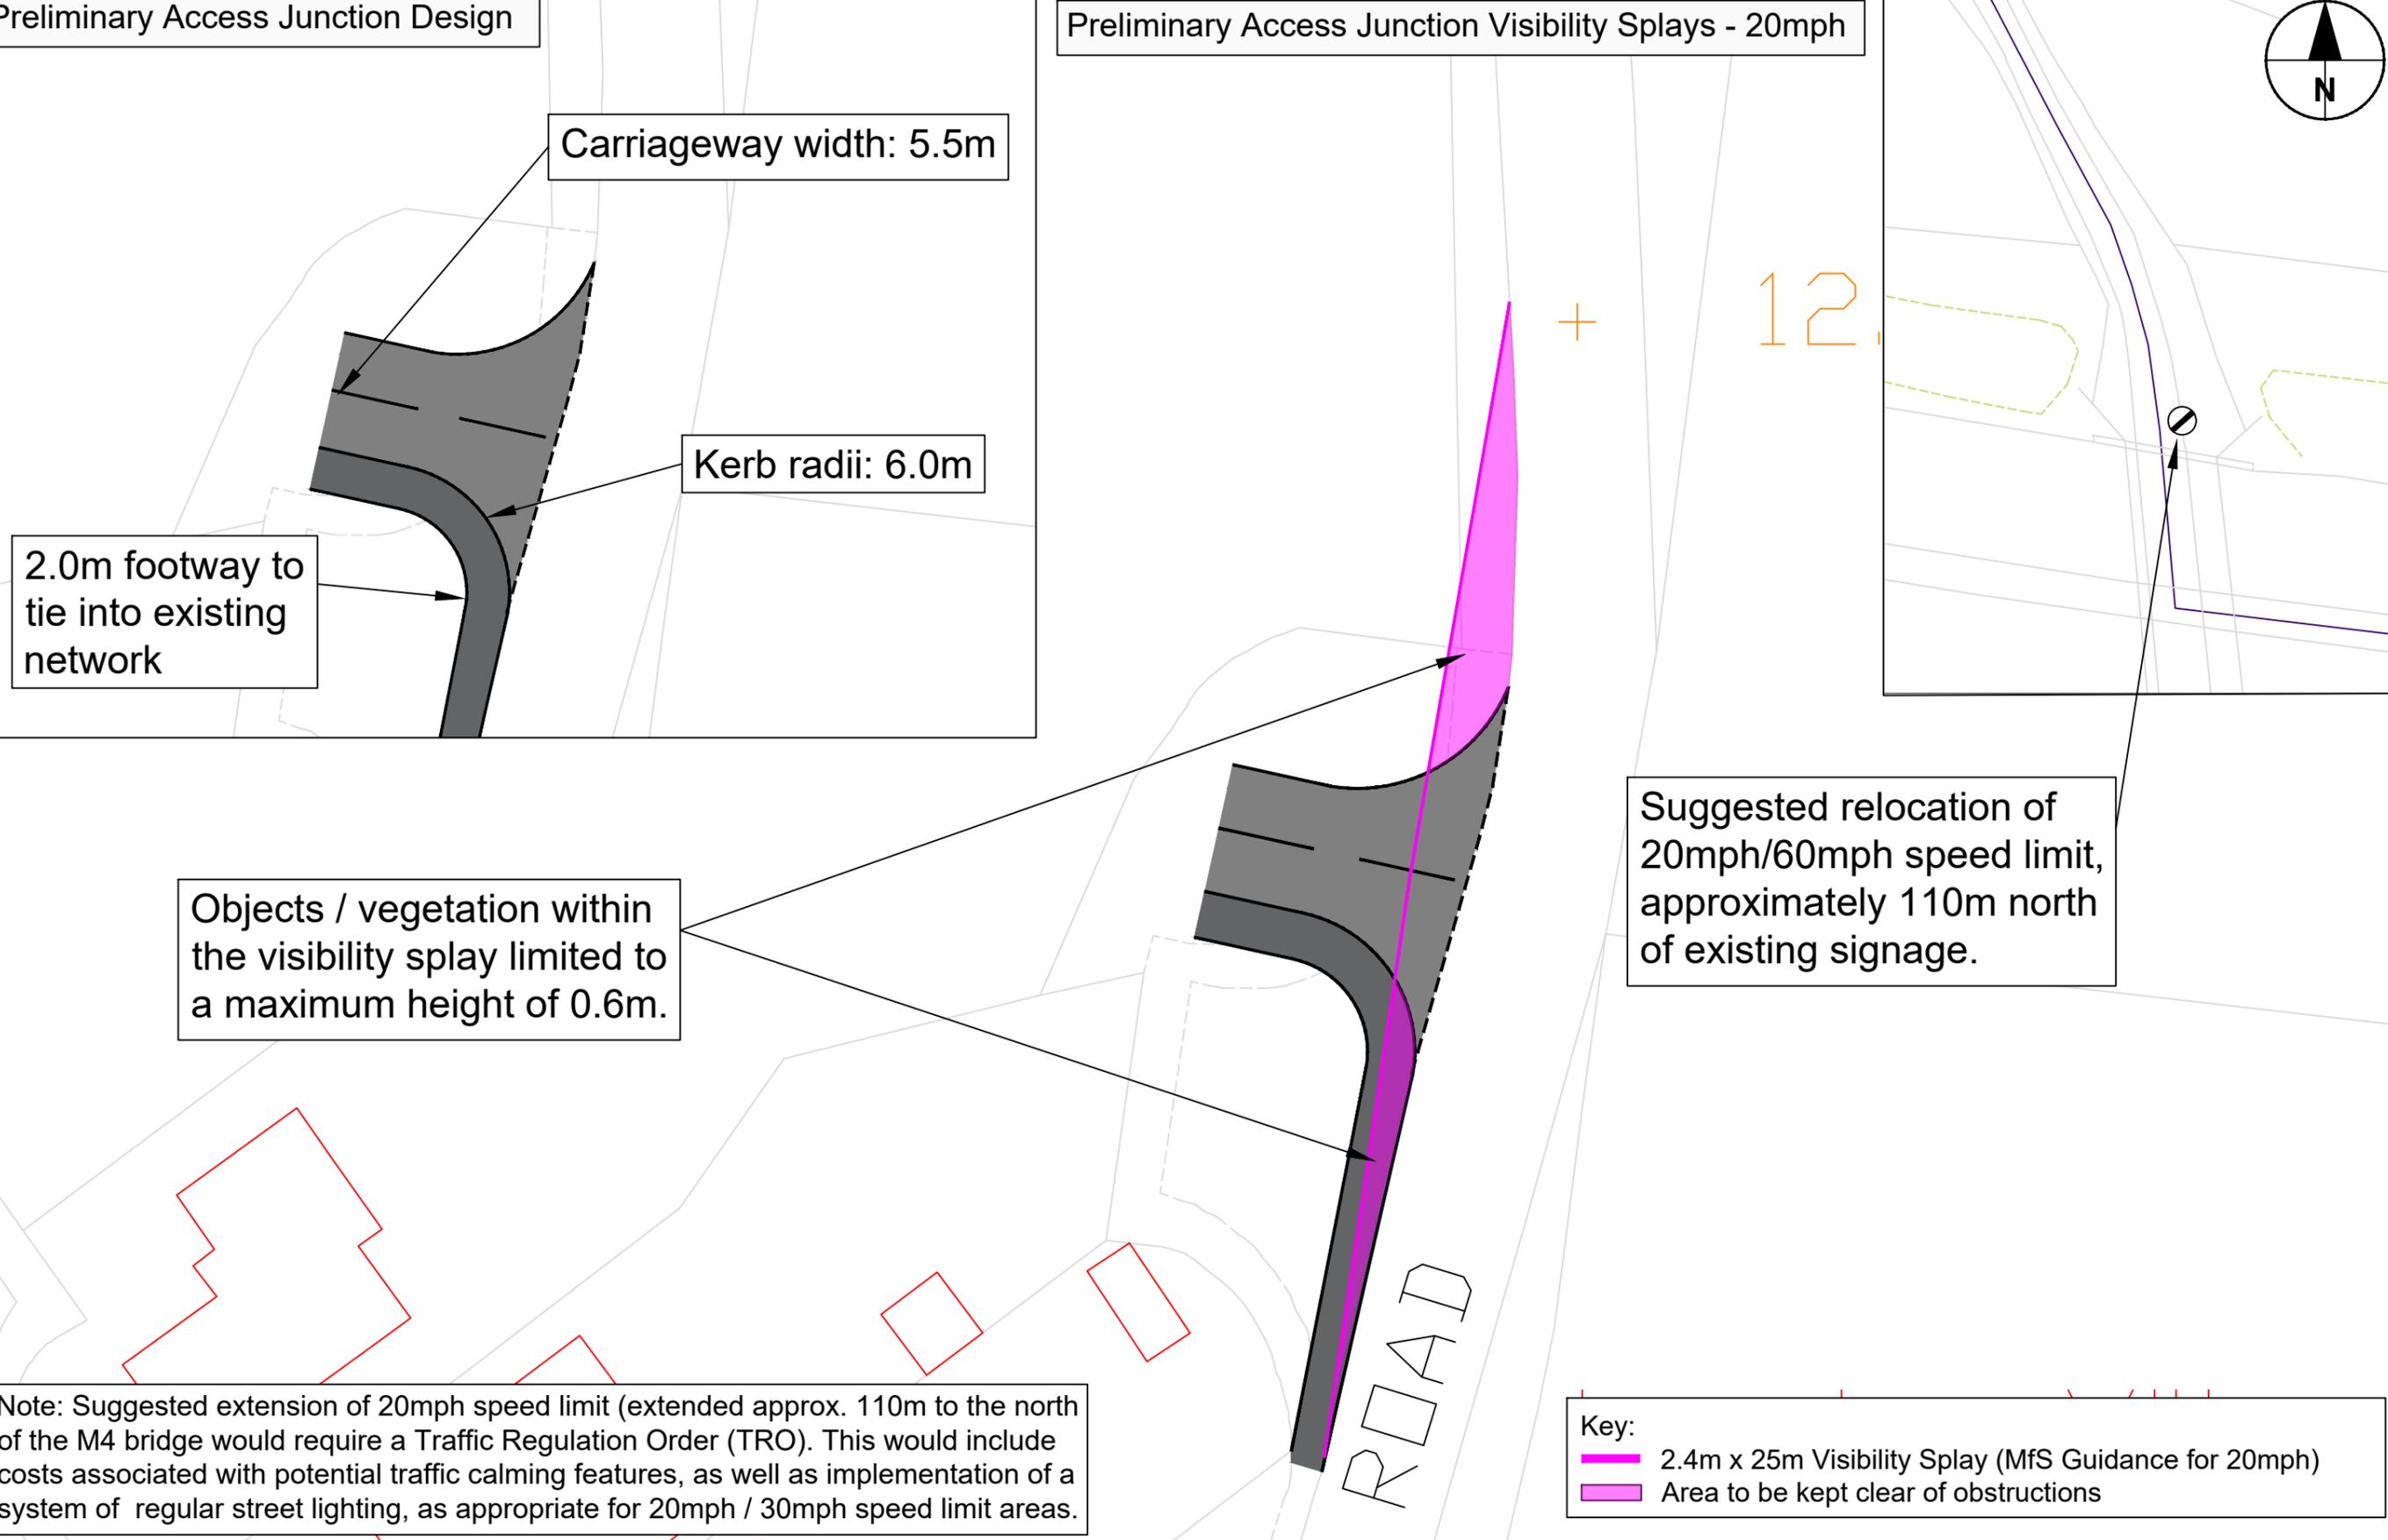 Preliminary Access Junction Design
Preliminary Access Junction Visibility Splays - 20mph
N
Carriageway width: 5.5m
12.
Kerb radii: 6.0m
2.0m footway to
tie into existing
network
Suggested relocation of
20mph/60mph speed limit,
approximately 110m north
of existing signage.
Objects / vegetation within
the visibility splay limited to
a maximum height of 0.6m.
ROAD
Note: Suggested extension of 20mph speed limit (extended approx. 110m to the north
of the M4 bridge would require a Traffic Regulation Order (TRO). This would include
costs associated with potential traffic calming features, as well as implementation of a
system of  regular street lighting, as appropriate for 20mph / 30mph speed limit areas.
Key:
2.4m x 25m Visibility Splay (MfS Guidance for 20mph)
Area to be kept clear of obstructions